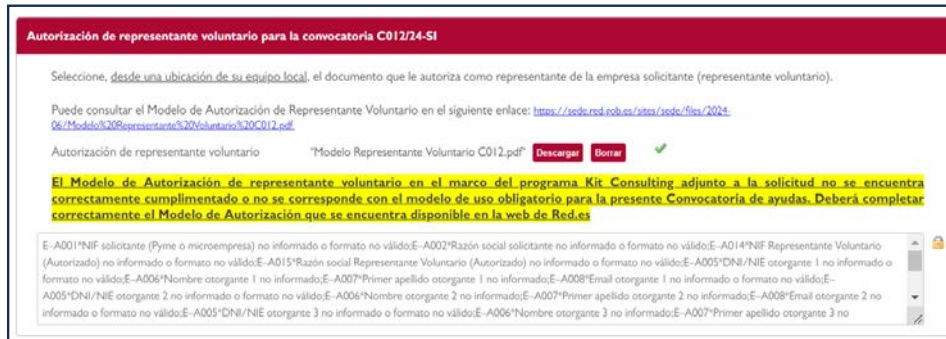 Autorización de representante voluntario para la convocatoria C012/24-SI
Seleccione, desde una ubicación de su equipo local, el documento que le autoriza como representante de la empresa solicitante (representante voluntario).
Puede consultar el Modelo de Autorización de Representante Voluntario en el siguiente enlace: https://sede.red.gob.es/sites/sede/files/2024-
06/Modelo%20Representante%20Voluntario%20C012.pdf
Autorización de representante voluntario "Modelo Representante Voluntario C012.pdf" Descargar Borrar
El Modelo de Autorización de representante voluntario en el marco del programa Kit Consulting adjunto a la solicitud no se encuentra
correctamente cumplimentado o no se corresponde con el modelo de uso obligatorio para la presente Convocatoria de ayudas. Deberá completar
correctamente el Modelo de Autorización que se encuentra disponible en la web de Red.es
E-A001*NIF solicitante (Pyme o microempresa) no informado o formato no válido;E-A002*Razón social solicitante no informado o formato no válido;E-A014*NIF Representante Voluntario
(Autorizado) no informado o formato no válido;E-A015*Razón social Representante Voluntario (Autorizado) no informado o formato no válido;E-A005*DNI/NIE otorgante 1 no informado o
formato no válido;E-A006*Nombre otorgante 1 no informado;E-A007*Primer apellido otorgante 1 no informado;E-A008*Email otorgante 1 no informado o formato no válido;E-
A005*DNI/NIE otorgante 2 no informado o formato no válido;E-A006*Nombre otorgante 2 no informado;E-A007*Primer apellido otorgante 2 no informado;E-A008*Email otorgante 2 no
informado o formato no válido;E-A005*DNI/NIE otorgante 3 no informado o formato no válido;E-A006*Nombre otorgante 3 no informado;E-A007*Primer apellido otorgante 3 no